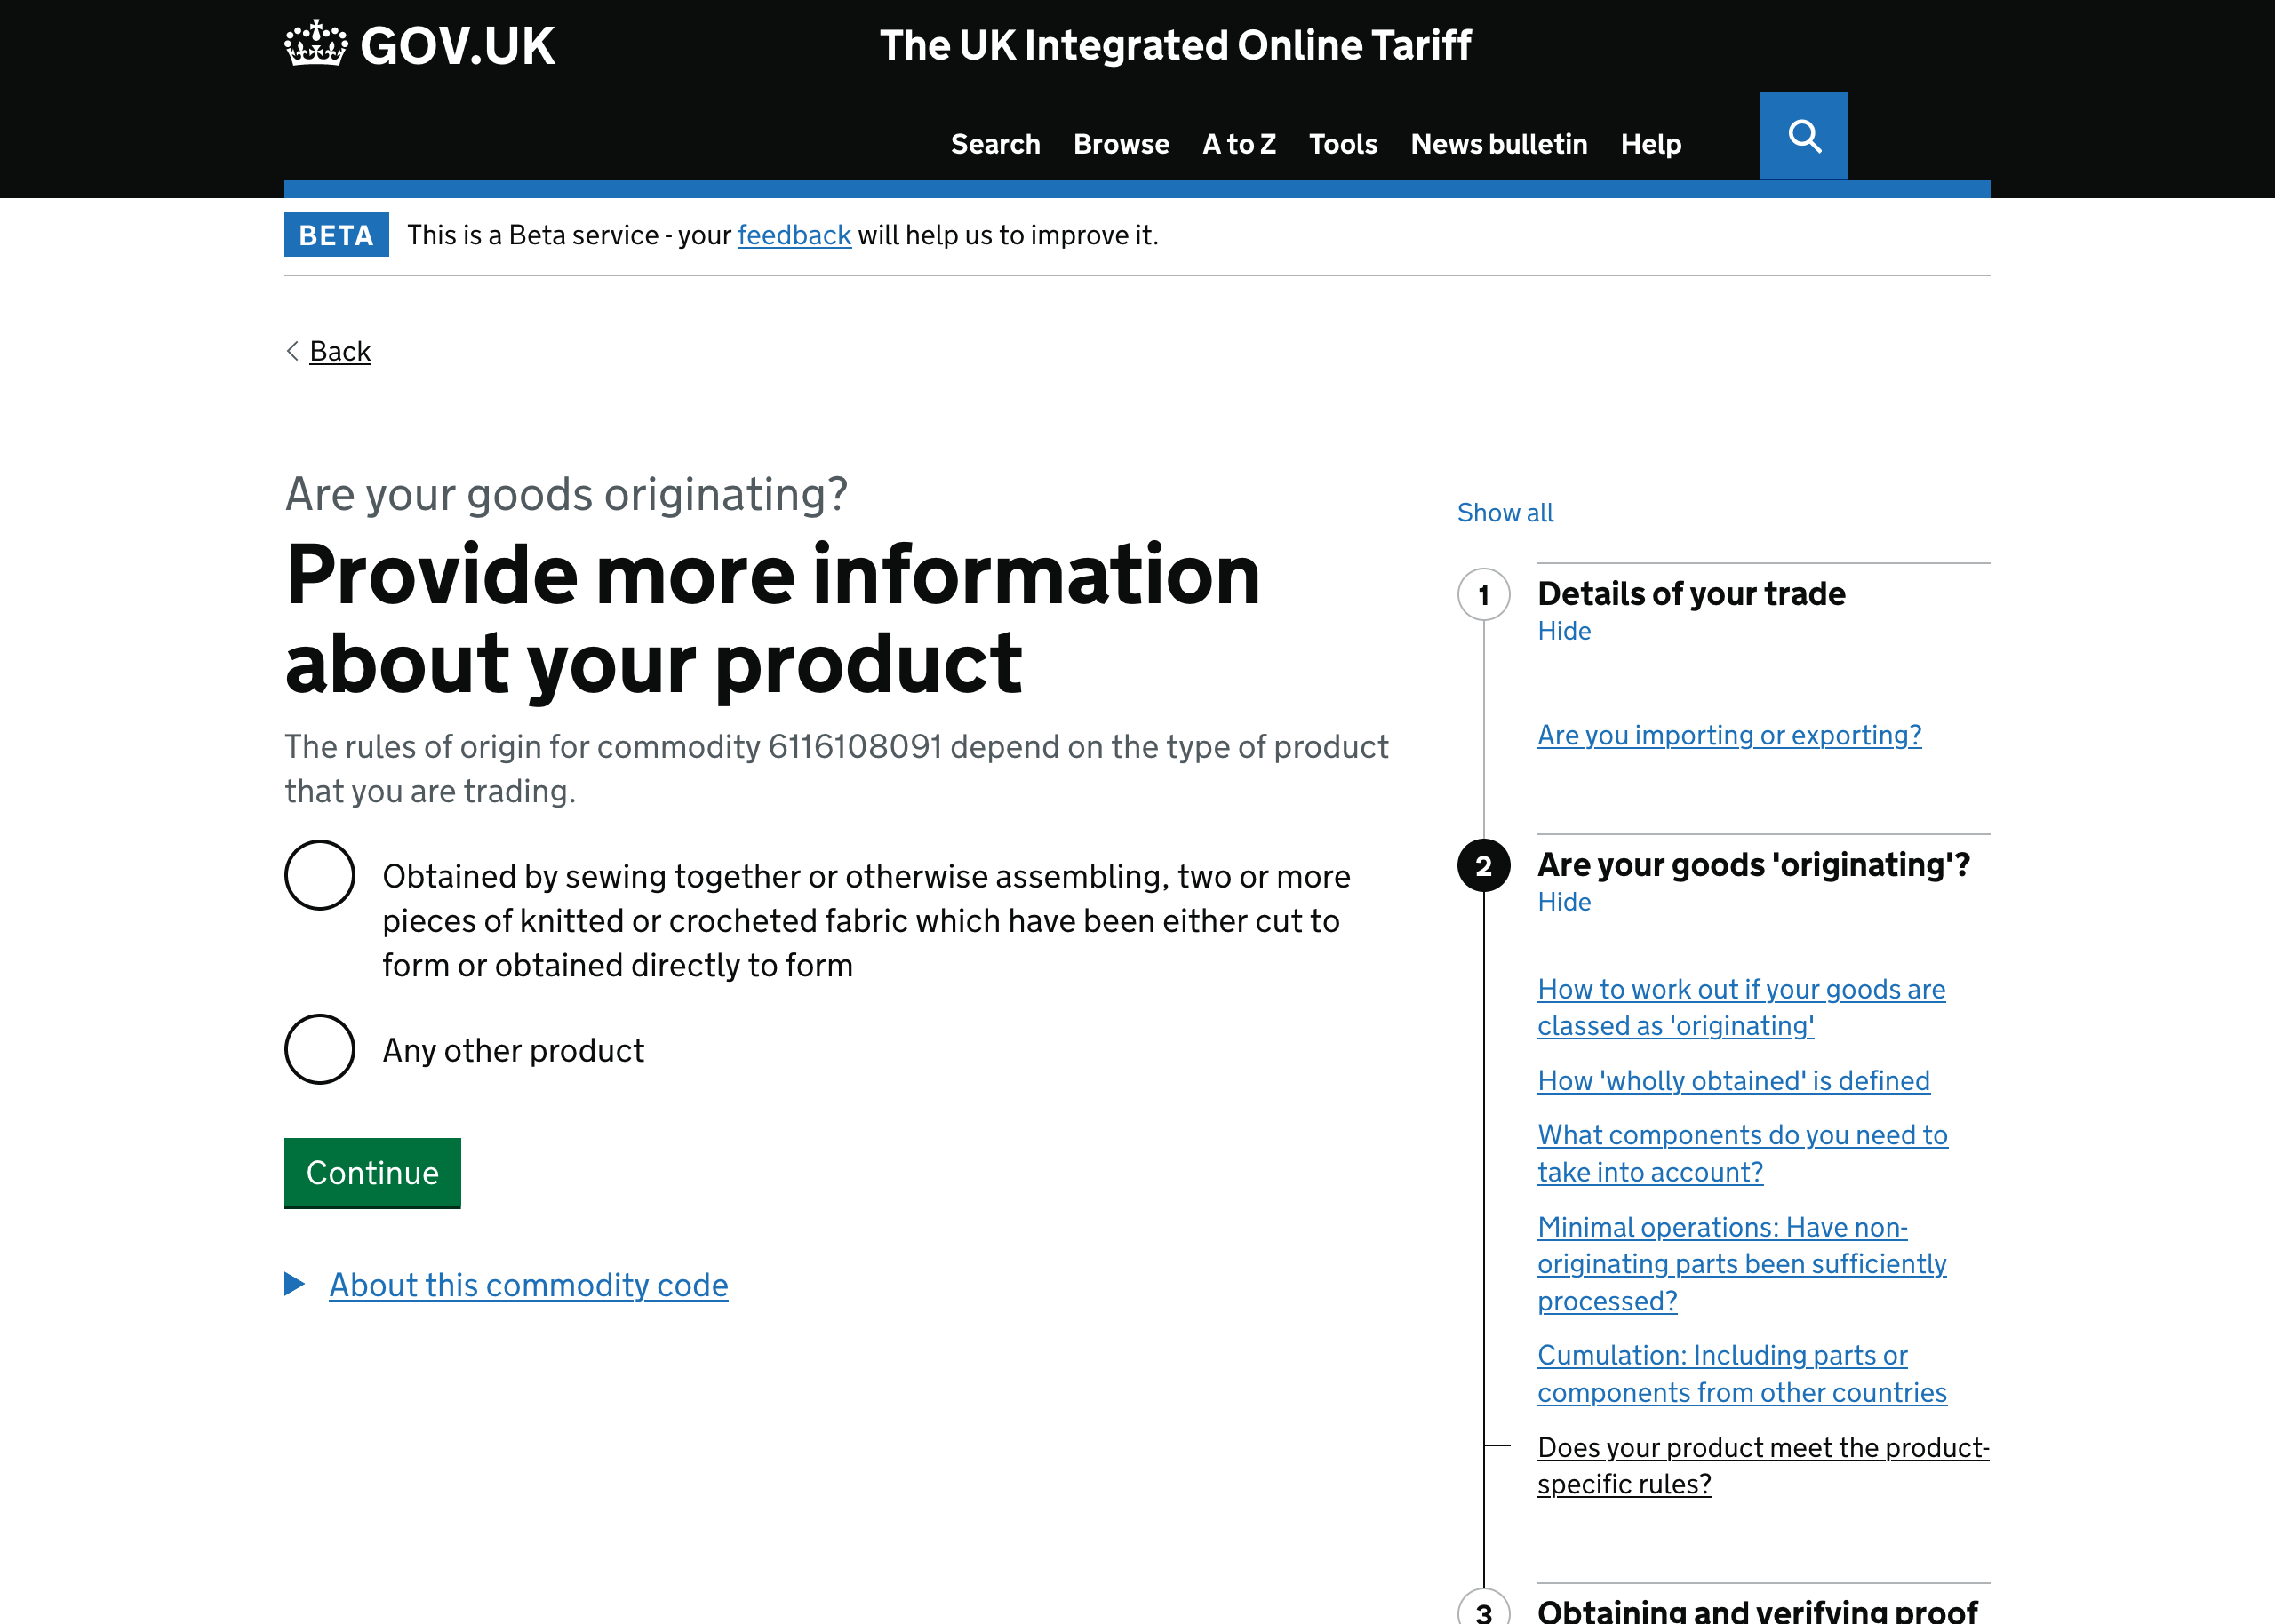 GOV.UK
The UK Integrated Online Tariff
Search Browse A to Z Tools News bulletin Help
BETA This is a Beta service - your feedback will help us to improve it.
Back
Are your goods originating?
Provide more information
about your product
The rules of origin for commodity 6116108091 depend on the type of product
that you are trading.
Obtained by sewing together or otherwise assembling, two or more
pieces of knitted or crocheted fabric which have been either cut to
form or obtained directly to form
Any other product
Continue
About this commodity code
Show all
1 Details of your trade
Hide
Are you importing or exporting?
2 Are your goods 'originating'?
Hide
How to work out if your goods are
classed as 'originating'
How 'wholly obtained' is defined
What components do you need to
take into account?
Minimal operations: Have non-
originating parts been sufficiently
processed?
Cumulation: Including parts or
components from other countries
Does your product meet the product-
specific rules?
3 Obtaining and verifying proof